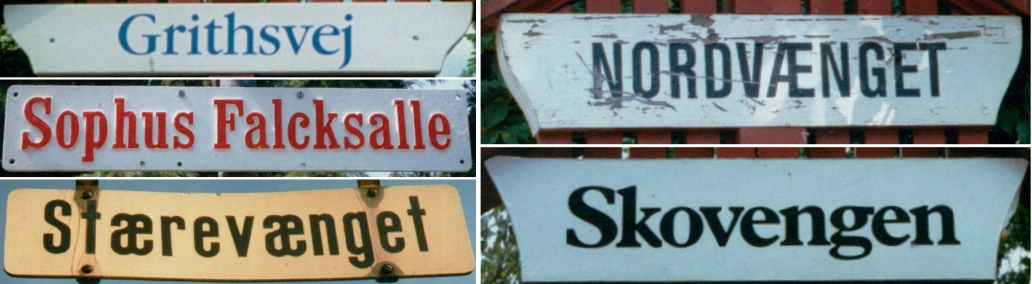 Grithsvej
Sophus Falcksalle
Stærevænget
NORDVÆNGET
Skovengen